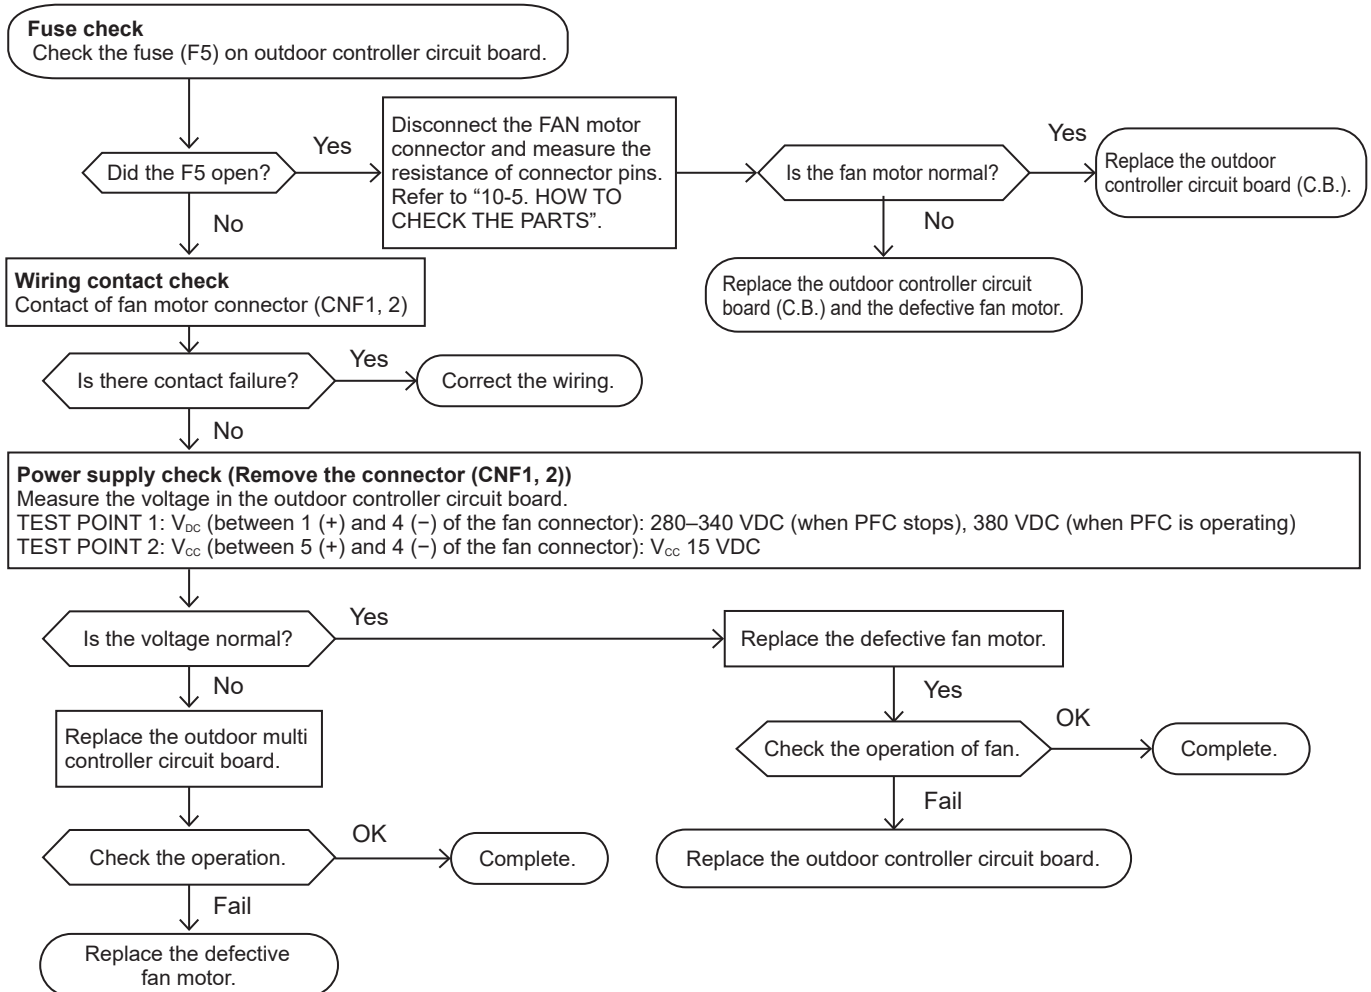 Fuse check
Check the fuse (F5) on outdoor controller circuit board.
Did the F5 open?
Yes
Disconnect the FAN motor
connector and measure the
resistance of connector pins.
Refer to “10-5. HOW TO
CHECK THE PARTS”.
Is the fan motor normal?
Yes
Replace the outdoor
controller circuit board (C.B.).
No
No
Replace the outdoor controller circuit
board (C.B.) and the defective fan motor.
Wiring contact check
Contact of fan motor connector (CNF1, 2)
Is there contact failure?
Yes
Correct the wiring.
No
Power supply check (Remove the connector (CNF1, 2))
Measure the voltage in the outdoor controller circuit board.
TEST POINT 1: VDC (between 1 (+) and 4 (−) of the fan connector): 280–340 VDC (when PFC stops), 380 VDC (when PFC is operating)
TEST POINT 2: VCC (between 5 (+) and 4 (−) of the fan connector): VCC 15 VDC
Is the voltage normal?
Yes
Replace the defective fan motor.
No
Yes
Replace the outdoor multi
controller circuit board.
Check the operation of fan.
OK
Complete.
Fail
Replace the outdoor controller circuit board.
Check the operation.
OK
Complete.
Fail
Replace the defective
fan motor.